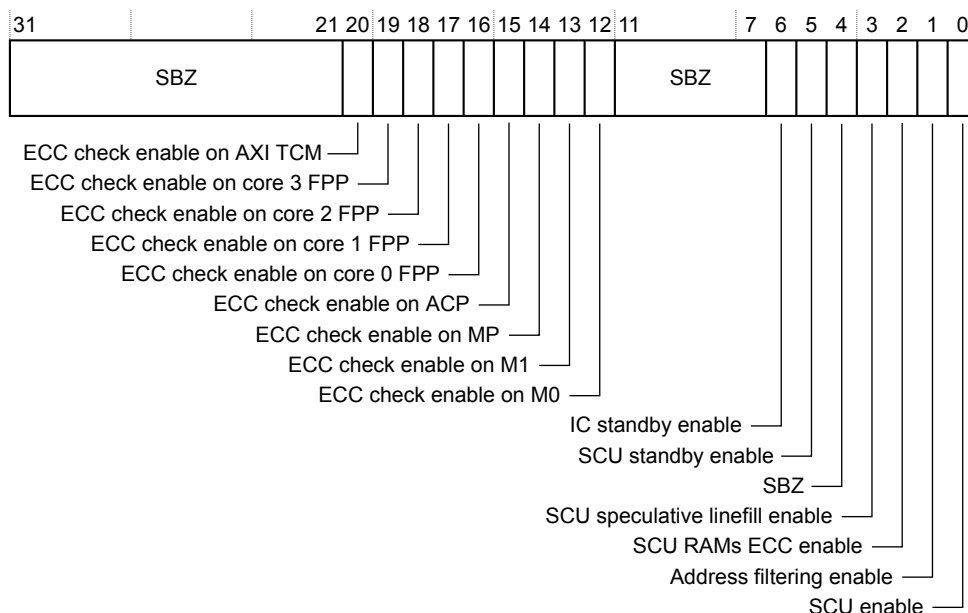 31 21 20 19 18 17 16 15 14 13 12 11 7 6 5 4 3 2 1 0
SBZ SBZ
ECC check enable on AXI TCM
ECC check enable on core 3 FPP
ECC check enable on core 2 FPP
ECC check enable on core 1 FPP
ECC check enable on core 0 FPP
ECC check enable on ACP
ECC check enable on MP
ECC check enable on M1
ECC check enable on M0
IC standby enable
SCU standby enable
SBZ
SCU speculative linefill enable
SCU RAMs ECC enable
Address filtering enable
SCU enable